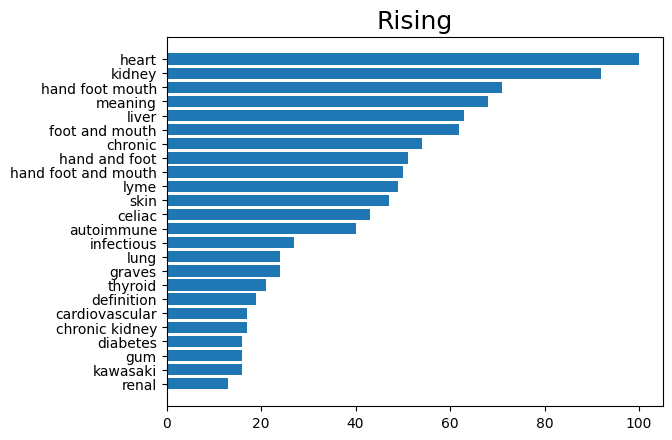 Rising
heart
kidney
hand foot mouth
meaning
liver
foot and mouth
chronic
hand and foot
hand foot and mouth
lyme
skin
celiac
autoimmune
infectious
lung
graves
thyroid
definition
cardiovascular
chronic kidney
diabetes
gum
kawasaki
renal
0 20 40 60 80 100